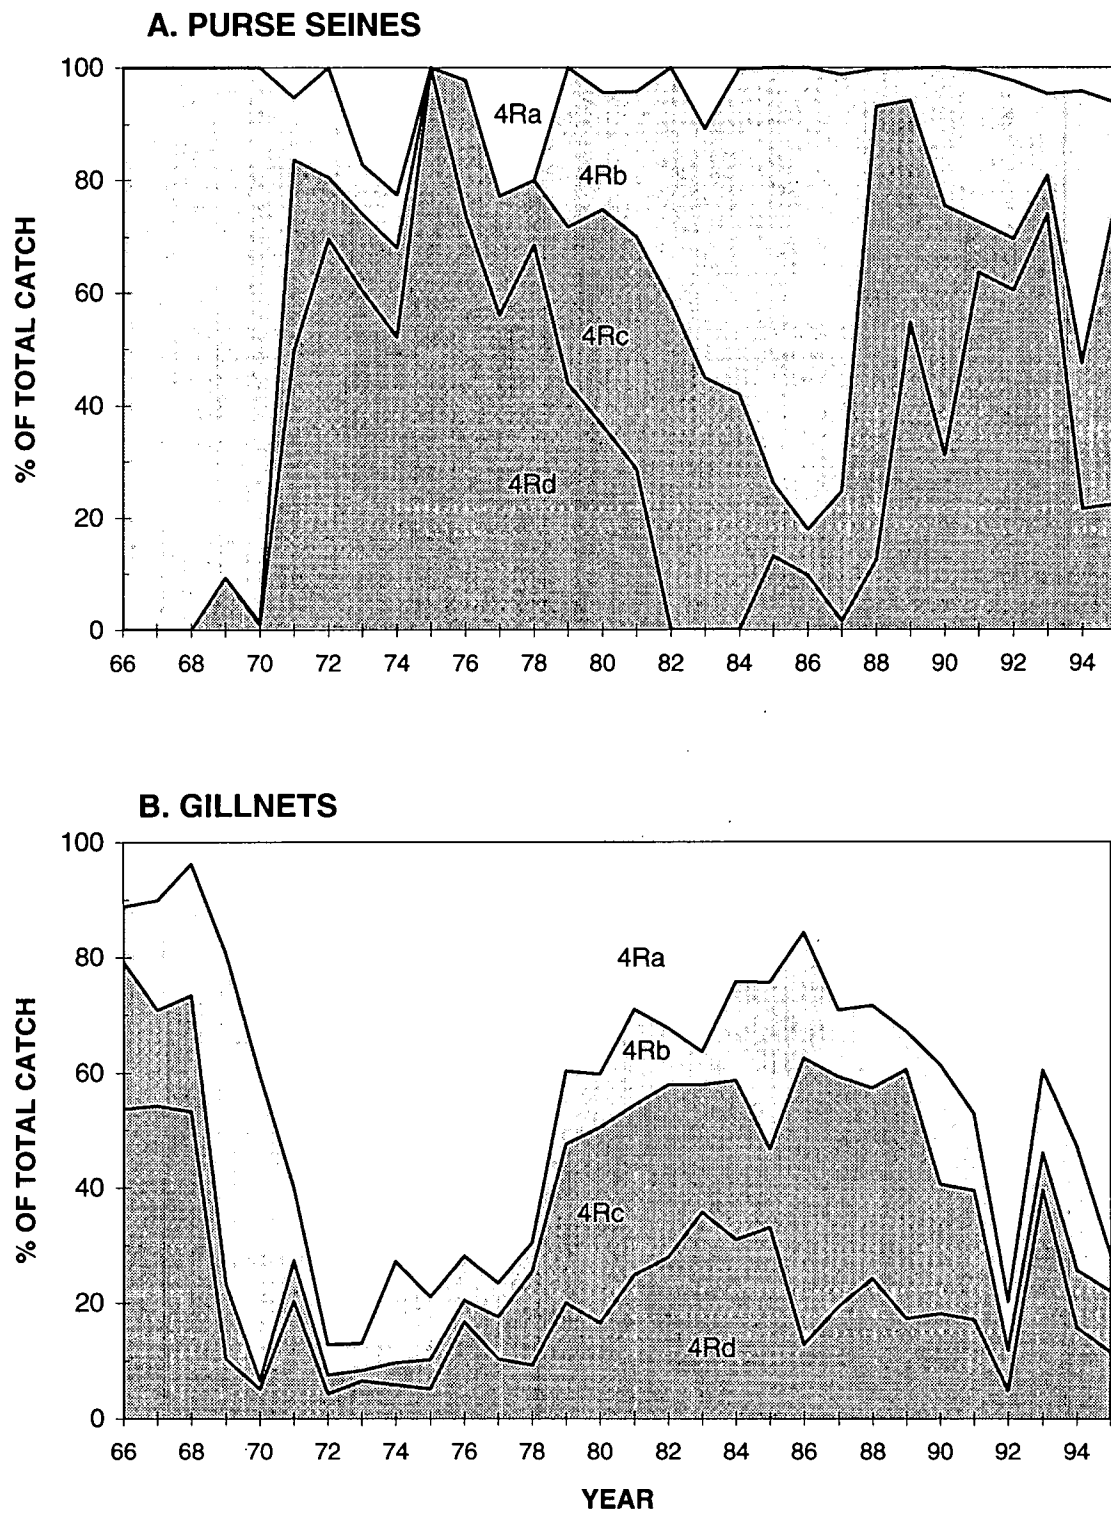 A. PURSE SEINES
100
80
60
40
20
0
% OF TOTAL CATCH
4Ra
4Rb
4Rc
4Rd
66 68 70 72 74 76 78 80 82 84 86 88 90 92 94
B. GILLNETS
100
80
60
40
20
0
% OF TOTAL CATCH
4Ra
4Rb
4Rc
4Rd
66 68 70 72 74 76 78 80 82 84 86 88 90 92 94
YEAR